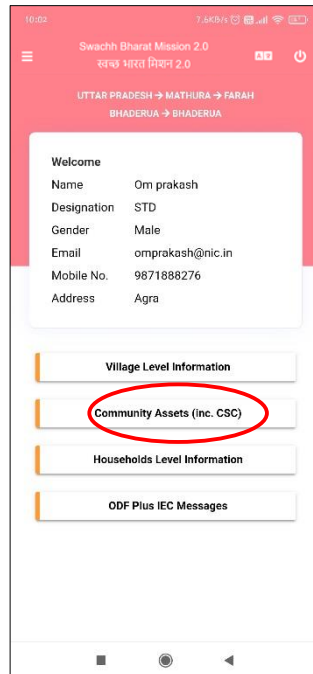 10:02 7.6KB/s
Swachh Bharat Mission 2.0
स्वच्छ भारत मिशन 2.0
UTTAR PRADESH → MATHURA → FARAH
BHADERUA → BHADERUA
Welcome
Name Om prakash
Designation STD
Gender Male
Email omprakash@nic.in
Mobile No. 9871888276
Address Agra
Village Level Information
Community Assets (inc. CSC)
Households Level Information
ODF Plus IEC Messages